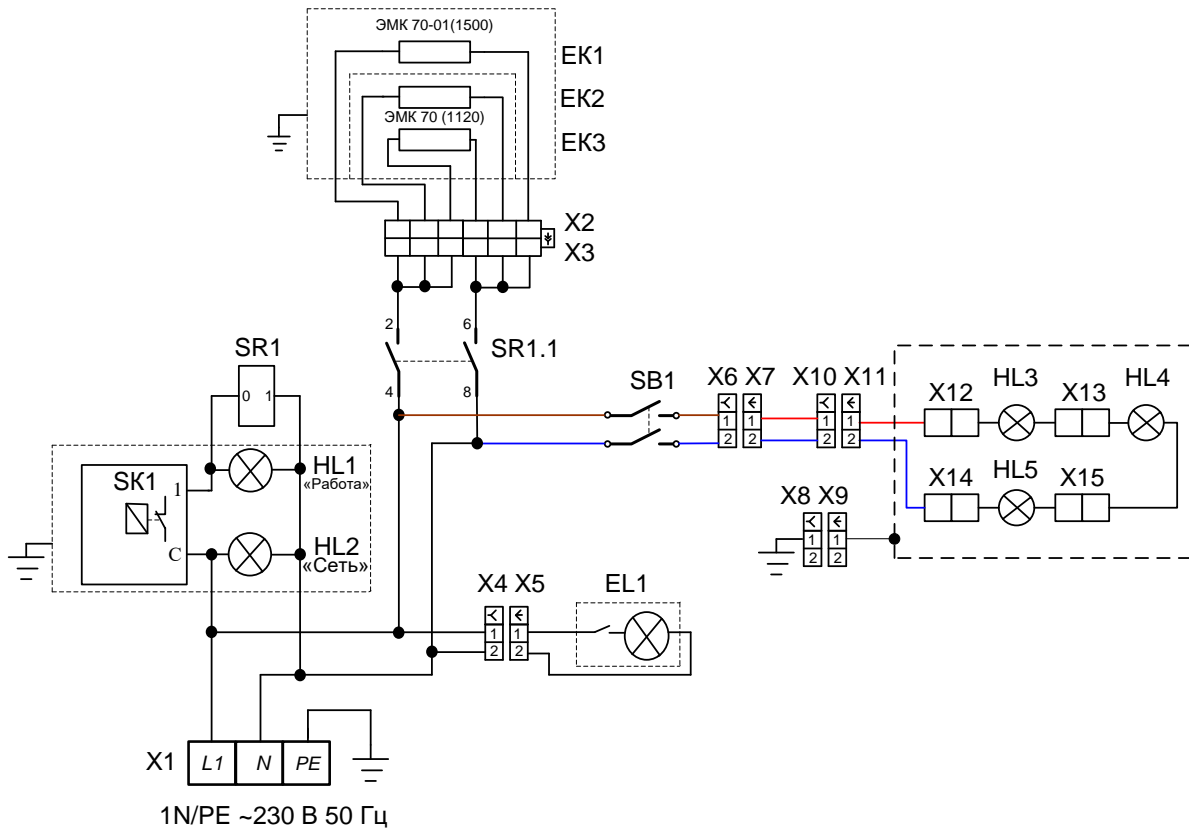 ЭМК 70-01(1500)
ЕК1
ЕК2
ЭМК 70 (1120)
ЕК3
X2
X3
2
6
SR1.1
4
8
SR1
0 1
SK1
1
HL1
«Работа»
C
HL2
«Сеть»
SB1
X6 X7
1 1
2 2
X10 X11
1 1
2 2
X12 HL3 X13 HL4
X14 HL5 X15
X8 X9
1 1
2 2
X4 X5
1 1
2 2
EL1
X1 L1 N PE
1N/PE ~230 В 50 Гц